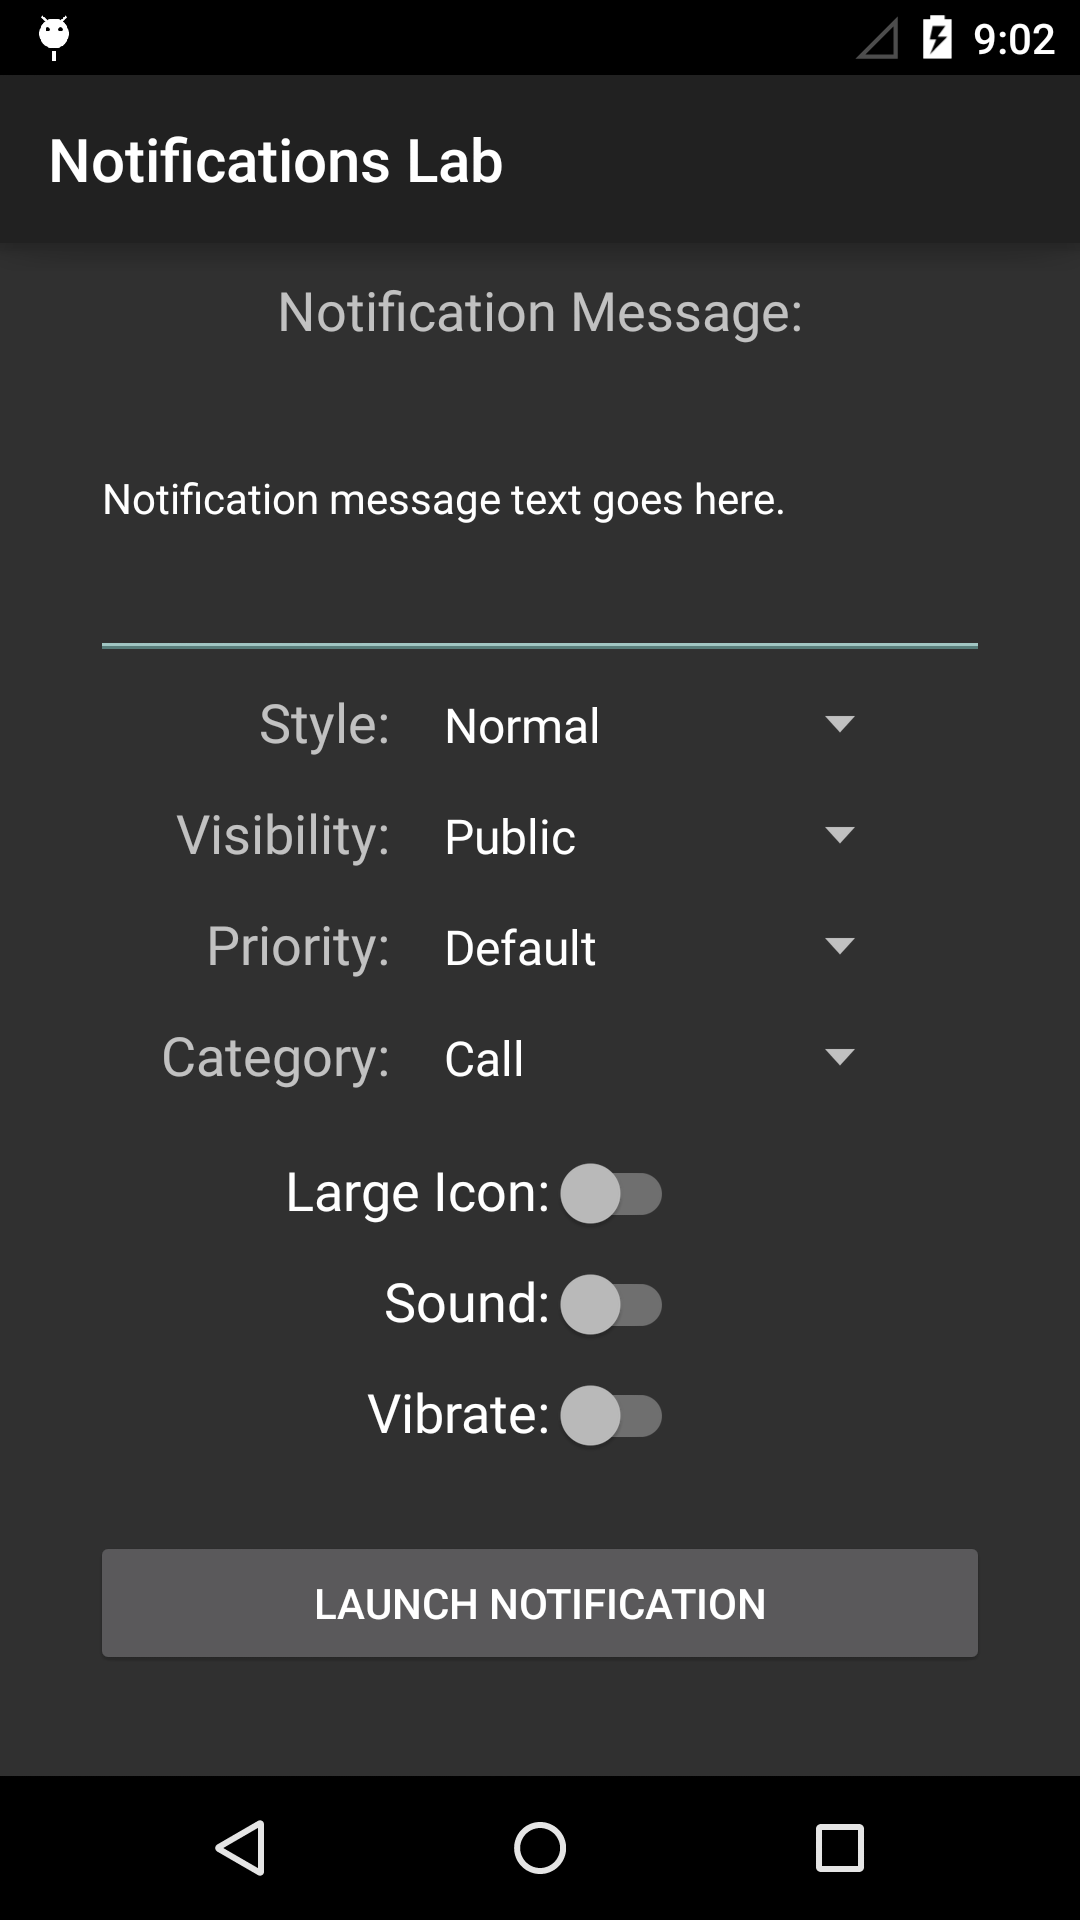 9:02
Notifications Lab
Notification Message:
Notification message text goes here.
Style: Normal
Visibility: Public
Priority: Default
Category: Call
Large Icon:
Sound:
Vibrate:
LAUNCH NOTIFICATION